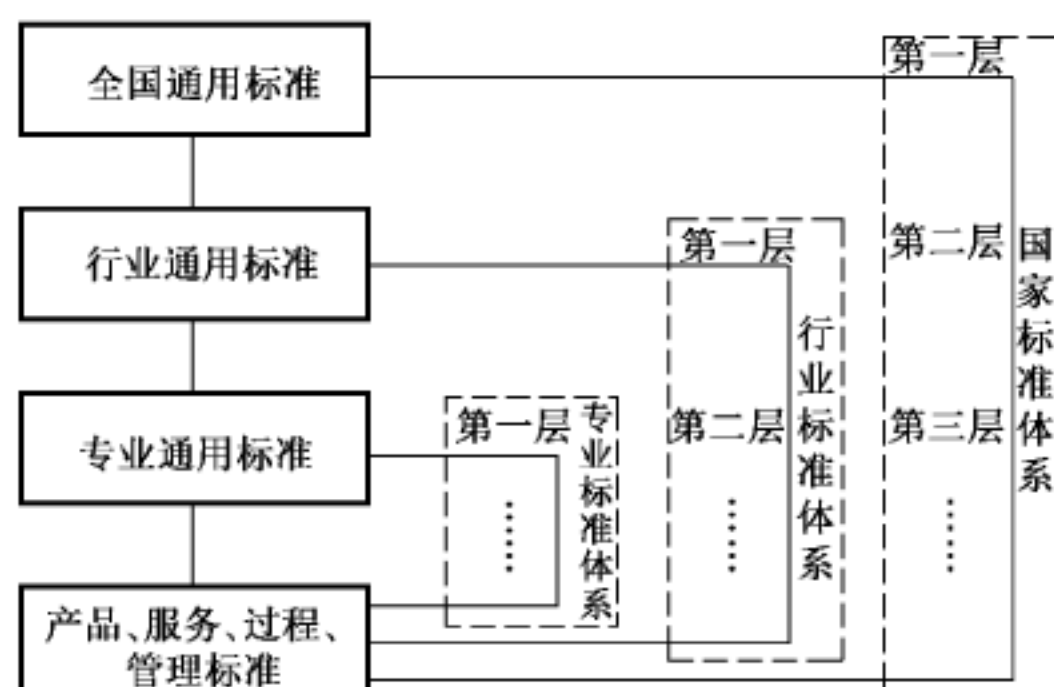 全国通用标准
第一层
行业通用标准
第一层
第二层
国家标准体系
行业标准体系
专业通用标准
第一层
专业标准体系
第二层
第三层
……
……
……
产品、服务、过程、
管理标准